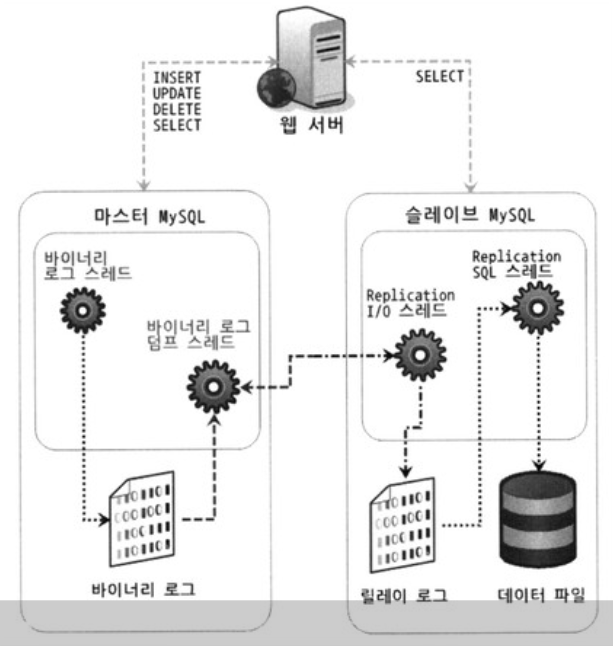 INSERT
UPDATE
DELETE
SELECT
SELECT
웹 서버
마스터 MySQL
바이너리
로그 스레드
바이너리 로그
덤프 스레드
바이너리 로그
슬레이브 MySQL
Replication
SQL 스레드
Replication
I/O 스레드
릴레이 로그
데이터 파일